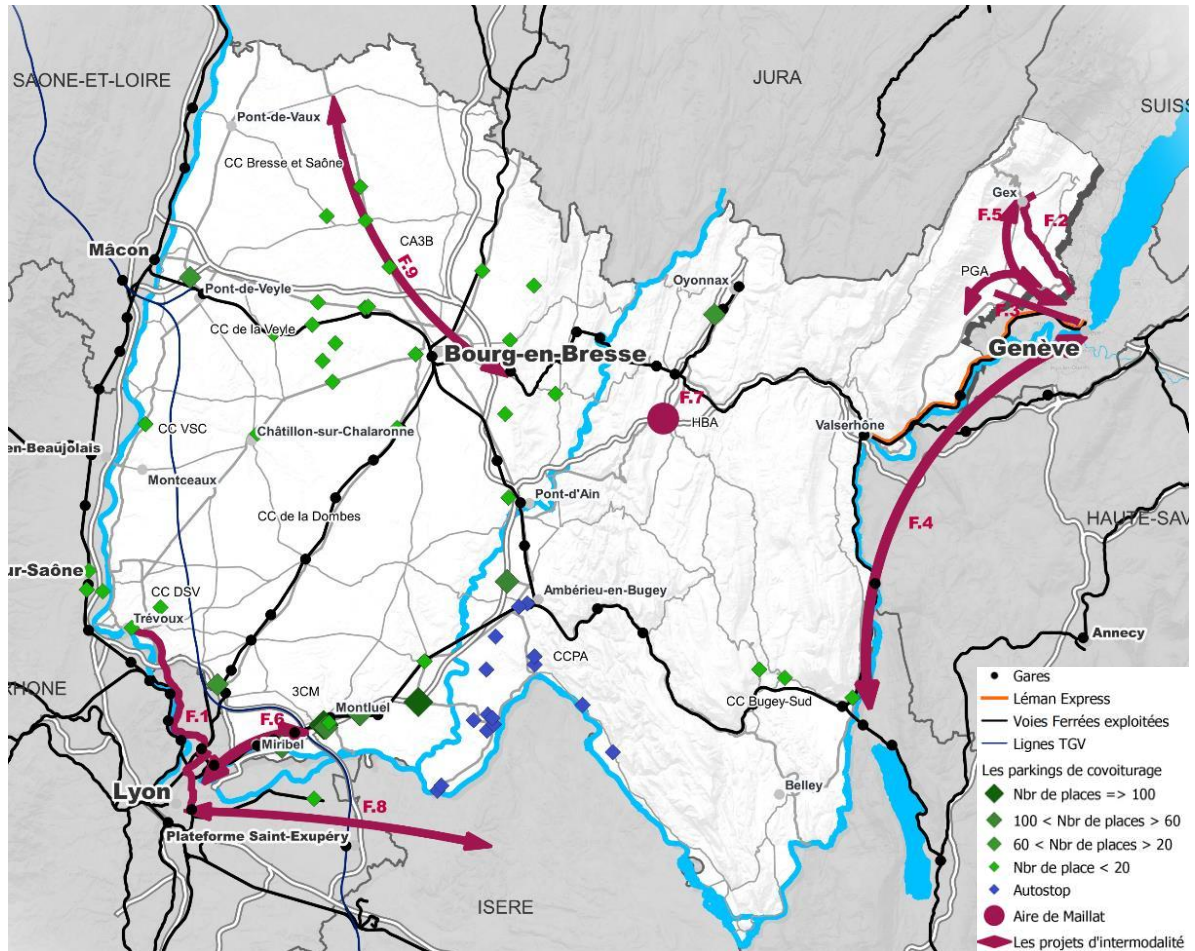 SAONE-ET-LOIRE
JURA
SUISS
Pont-de-Vaux
CC Bresse et Saône
Gex
F.5
F.2
Mâcon
CA3B
F.9
PGA
Oyonnax
Pont-de-Veyle
F.3
CC de la Veyle
Genève
Bourg-en-Bresse
F.7
HBA
CC VSC
Châtillon-sur-Chalaronne
Valserhône
en-Beaujolais
Montceaux
Pont-d'Ain
CC de la Dombes
HAUTE-SAV
F.4
ur-Saône
CC DSV
Ambérieu-en-Bugey
Trévoux
Annecy
CCPA
RHONE
3CM
CC Bugey-Sud
Montluel
F.1
F.6
Miribel
Belley
Lyon
F.8
Plateforme Saint-Exupéry
ISERE
Gares
Léman Express
Voies Ferrées exploitées
Lignes TGV
Les parkings de covoiturage
Nbr de places => 100
100 < Nbr de places > 60
60 < Nbr de places > 20
Nbr de place < 20
Autostop
Aire de Maillat
Les projets d'intermodalité